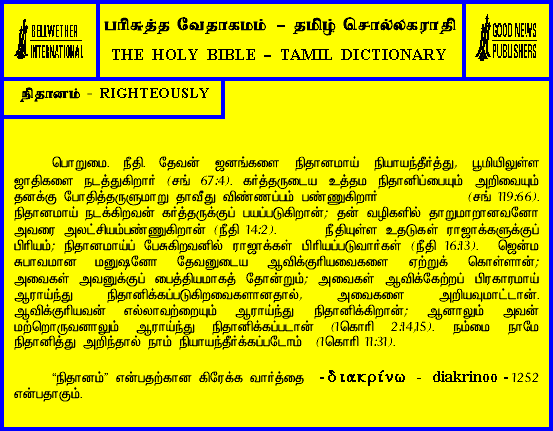 BELLWETHER
INTERNATIONAL
பரிசுத்த வேதாகமம் – தமிழ் சொல்லகராதி
THE HOLY BIBLE – TAMIL DICTIONARY
GOOD NEWS
PUBLISHERS
நிதானம் - RIGHTEOUSLY
பொறுமை. நீதி. தேவன் ஜனங்களை நிதானமாய் நியாயந்தீர்த்து, பூமியிலுள்ள
ஜாதிகளை நடத்துகிறார் (சங் 67:4). கர்த்தருடைய உத்தம நிதானிப்பையும் அறிவையும்
தனக்கு போதித்தருளுமாறு தாவீது விண்ணப்பம் பண்ணுகிறார் (சங் 119:66).
நிதானமாய் நடக்கிறவன் கர்த்தருக்குப் பயப்படுகிறான்; தன் வழிகளில் தாறுமாறானவனோ
அவரை அலட்சியம்பண்ணுகிறான் (நீதி 14:2). நீதியுள்ள உதடுகள் ராஜாக்களுக்குப்
பிரியம்; நிதானமாய்ப் பேசுகிறவனில் ராஜாக்கள் பிரியப்படுவார்கள் (நீதி 16:13). ஜென்ம
சுபாவமான மனுஷனோ தேவனுடைய ஆவிக்குரியவைகளை ஏற்றுக் கொள்ளான்;
அவைகள் அவனுக்குப் பைத்தியமாகத் தோன்றும்; அவைகள் ஆவிக்கேற்றப் பிரகாரமாய்
ஆராய்ந்து நிதானிக்கப்படுகிறவைகளானதால், அவைகளை அறியவுமாட்டான்.
ஆவிக்குரியவன் எல்லாவற்றையும் ஆராய்ந்து நிதானிக்கிறான்; ஆனாலும் அவன்
மற்றொருவனாலும் ஆராய்ந்து நிதானிக்கப்படான் (1கொரி 2:14,15). நம்மை நாமே
நிதானித்து அறிந்தால் நாம் நியாயந்தீர்க்கப்படோம் (1கொரி 11:31).
“நிதானம்” என்பதற்கான கிரேக்க வார்த்தை - διακρίνω - diakrinoo - 1252
என்பதாகும்.